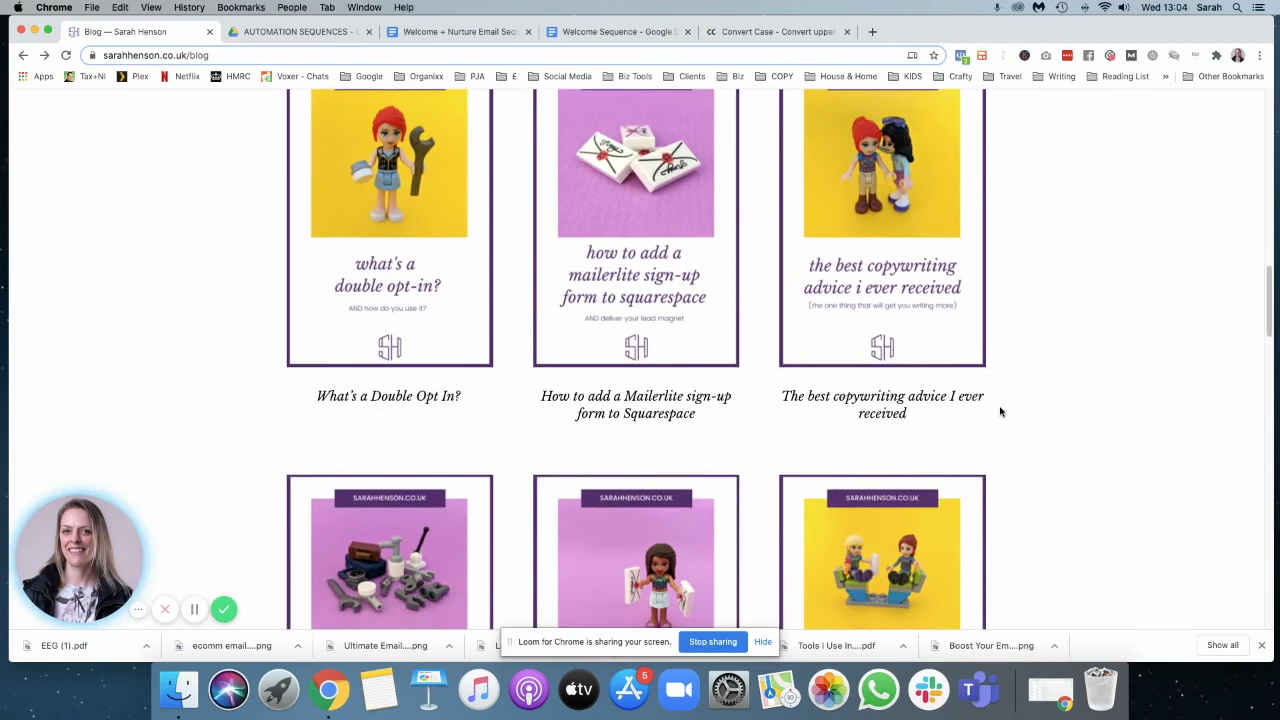 Chrome File Edit View History Bookmarks People Tab Window Help Wed 13:04 Sarah
Blog — Sarah Henson AUTOMATION SEQUENCES - Welcome + Nurture Email Sequ Welcome Sequence - Google CC Convert Case - Convert upper
sarahhenson.co.uk/blog
Apps Tax+NI Plex Netflix HMRC Voxer - Chats Google Organixx PJA £ Social Media Biz Tools Clients Biz COPY House & Home KIDS Crafty Travel Writing Reading List » Other Bookmarks
what's a
double opt-in?
AND how do you use it?
SH
how to add a
mailerlite sign-up
form to squarespace
AND deliver your lead magnet
SH
the best copywriting
advice i ever received
(the one thing that will get you writing more)
SH
What's a Double Opt In?
How to add a Mailerlite sign-up
form to Squarespace
The best copywriting advice I ever
received
SARAHHENSON.CO.UK
SARAHHENSON.CO.UK
SARAHHENSON.CO.UK
Loom for Chrome is sharing your screen. Stop sharing Hide
EEG (1).pdf ecomm email....png Ultimate Email....png Tools I Use In....pdf Boost Your Em....png Show all
tv
5